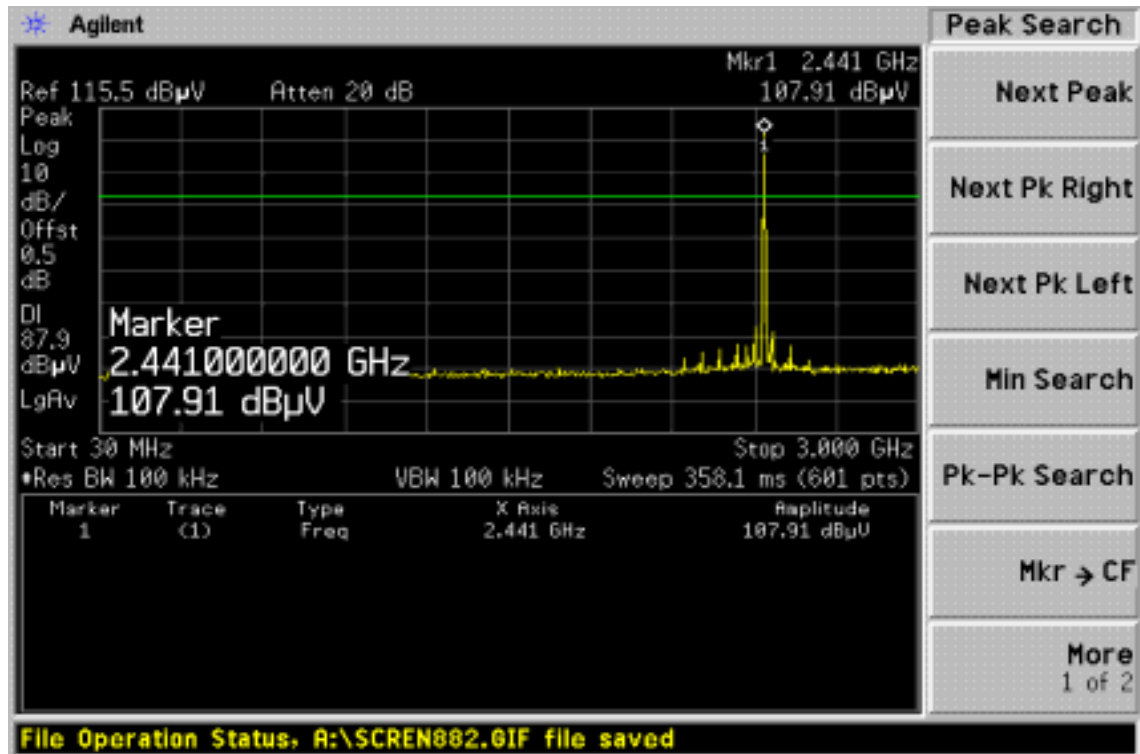 Agilent
Peak Search
Mkr1 2.441 GHz
Ref 115.5 dBµV Atten 20 dB 107.91 dBµV
Peak
Log
10
dB/
Offst
0.5
dB
DI
87.9
dBµV
LgAv
1
Marker
2.441000000 GHz
107.91 dBµV
Start 30 MHz Stop 3.000 GHz
•Res BW 100 kHz VBW 100 kHz Sweep 358.1 ms (601 pts)
Marker Trace Type X Axis Amplitude
1 (1) Freq 2.441 GHz 107.91 dBµV
Next Peak
Next Pk Right
Next Pk Left
Min Search
Pk-Pk Search
Mkr → CF
More
1 of 2
File Operation Status, A:\SCREN882.GIF file saved